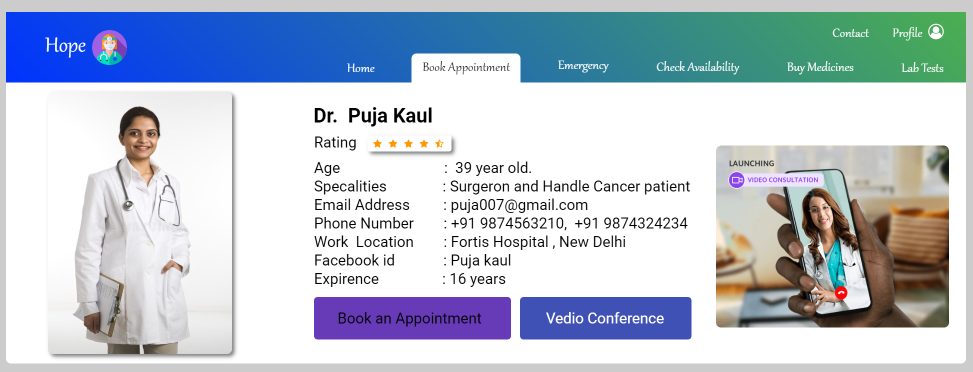 Hope
Contact Profile
Home Book Appointment Emergency Check Availability Buy Medicines Lab Tests
Dr. Puja Kaul
Rating
Age : 39 year old.
Specalities : Surgeron and Handle Cancer patient
Email Address : puja007@gmail.com
Phone Number : +91 9874563210, +91 9874324234
Work Location : Fortis Hospital , New Delhi
Facebook id : Puja kaul
Expirence : 16 years
Book an Appointment Vedio Conference
LAUNCHING
VIDEO CONSULTATION